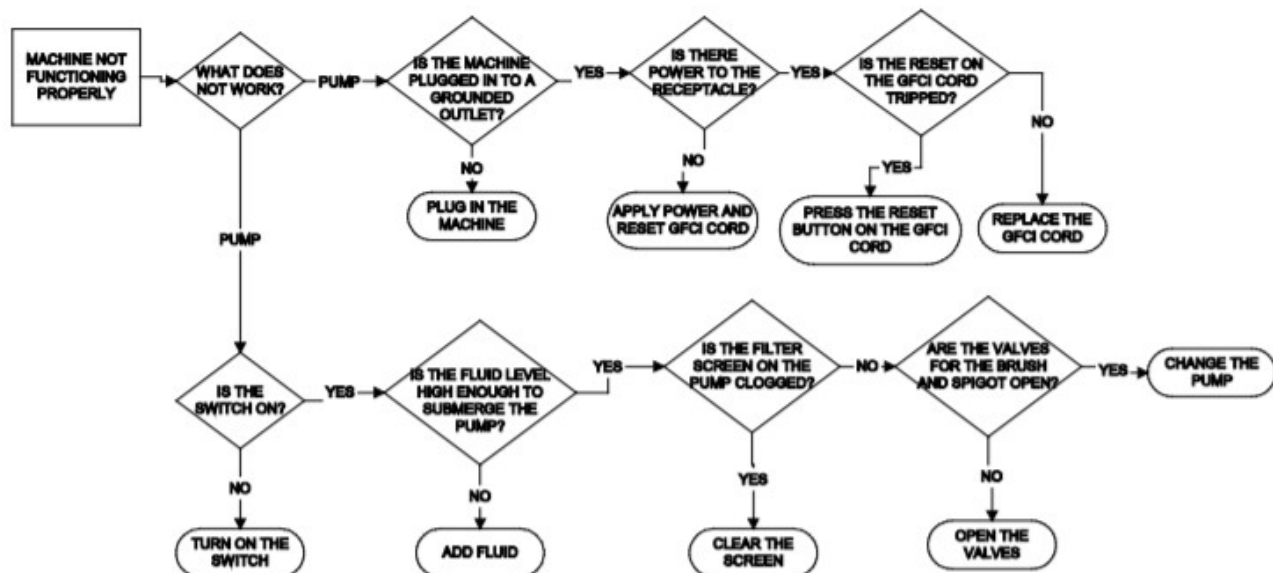 MACHINE NOT
FUNCTIONING
PROPERLY
WHAT DOES
NOT WORK?
PUMP
IS THE MACHINE
PLUGGED IN TO A
GROUNDED
OUTLET?
YES
IS THERE
POWER TO THE
RECEPTACLE?
YES
IS THE RESET ON
THE GFCI CORD
TRIPPED?
NO
PLUG IN THE
MACHINE
NO
APPLY POWER AND
RESET GFCI CORD
YES
PRESS THE RESET
BUTTON ON THE GFCI
CORD
NO
REPLACE THE
GFCI CORD
PUMP
IS THE
SWITCH ON?
YES
IS THE FLUID LEVEL
HIGH ENOUGH TO
SUBMERGE THE
PUMP?
YES
IS THE FILTER
SCREEN ON THE
PUMP CLOGGED?
NO
ARE THE VALVES
FOR THE BRUSH
AND SPIGOT OPEN?
YES
CHANGE THE
PUMP
NO
TURN ON THE
SWITCH
NO
ADD FLUID
YES
CLEAR THE
SCREEN
NO
OPEN THE
VALVES